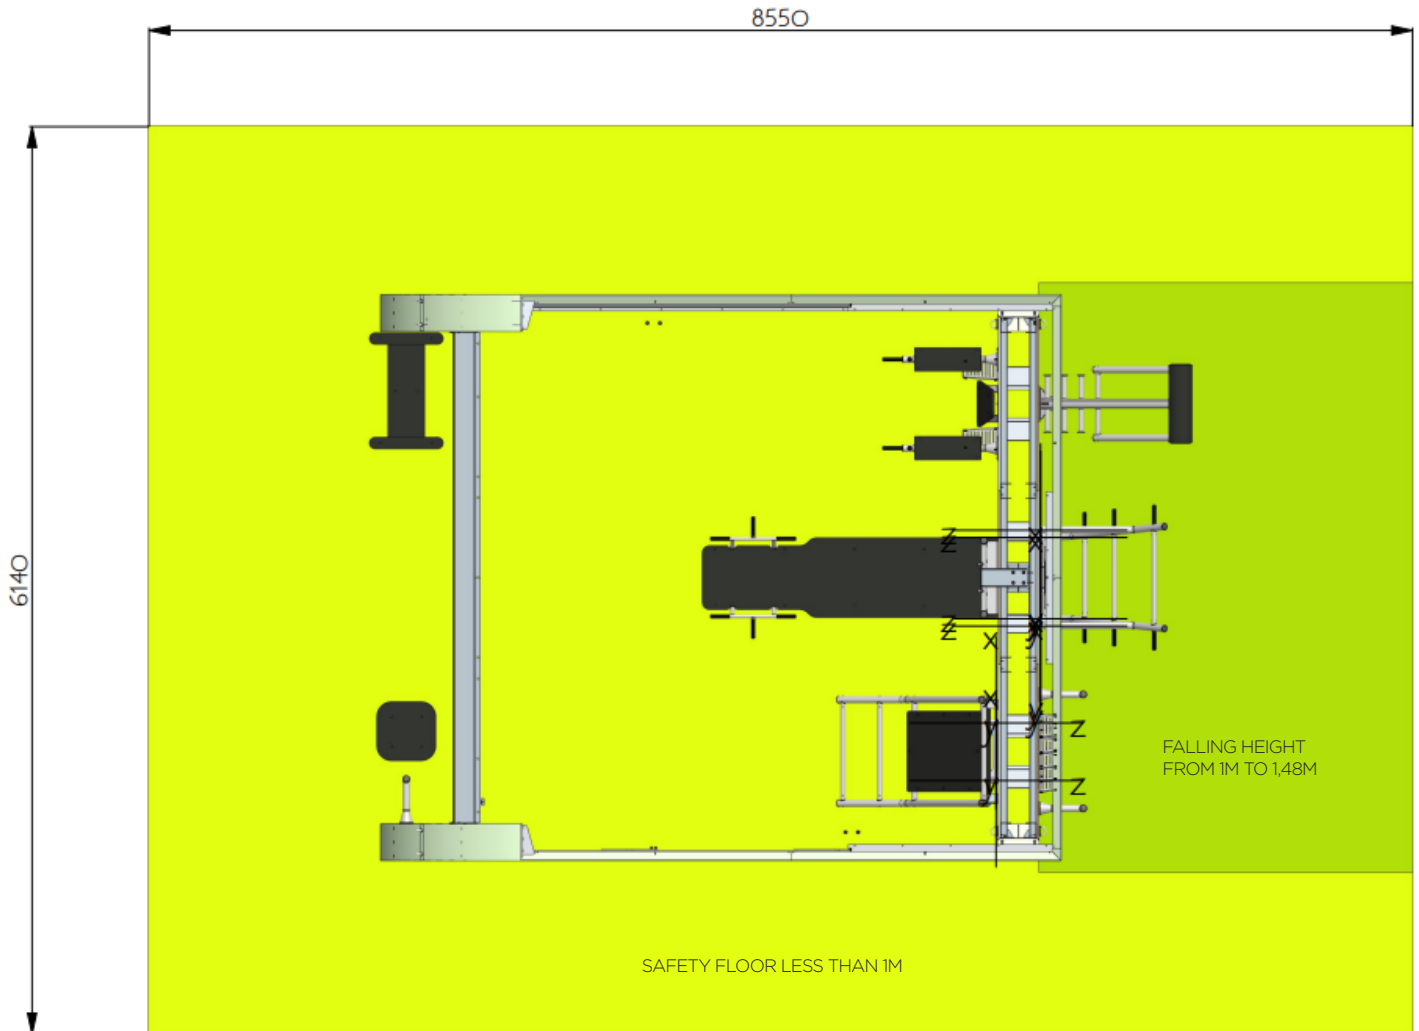 8550
6140
Z
Z
X
X
Z
Z
X
X
y
X
y
y
y
Z
y
Z
FALLING HEIGHT
FROM 1M TO 1,48M
SAFETY FLOOR LESS THAN 1M